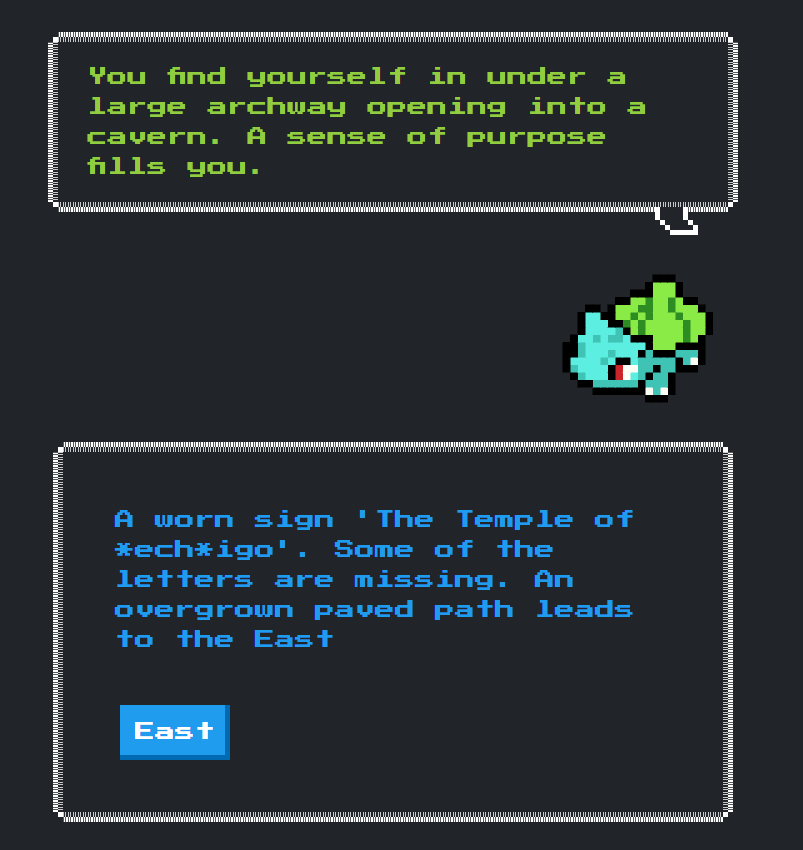 You find yourself in under a
large archway opening into a
cavern. A sense of purpose
fills you.
A worn sign 'The Temple of
*ech*igo'. Some of the
letters are missing. An
overgrown paved path leads
to the East
East